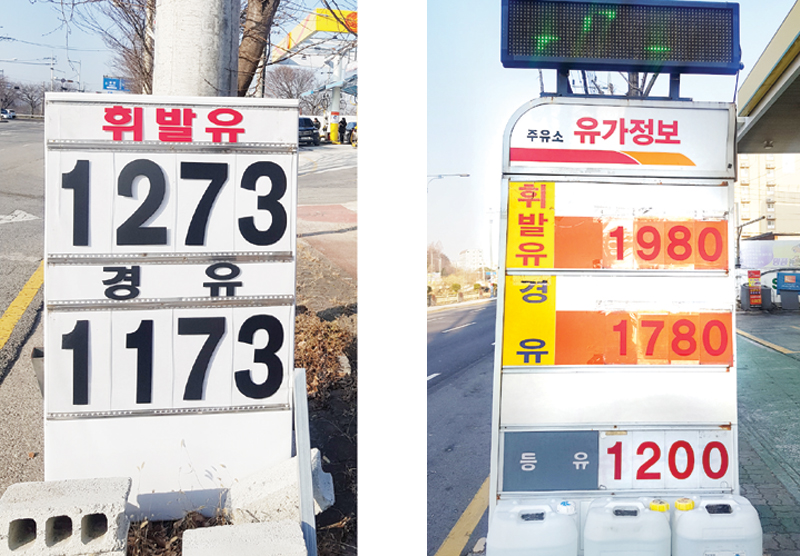 휘발유
1273
경 유
1173
주유소 유가정보
휘발유 1980
경유 1780
등유 1200